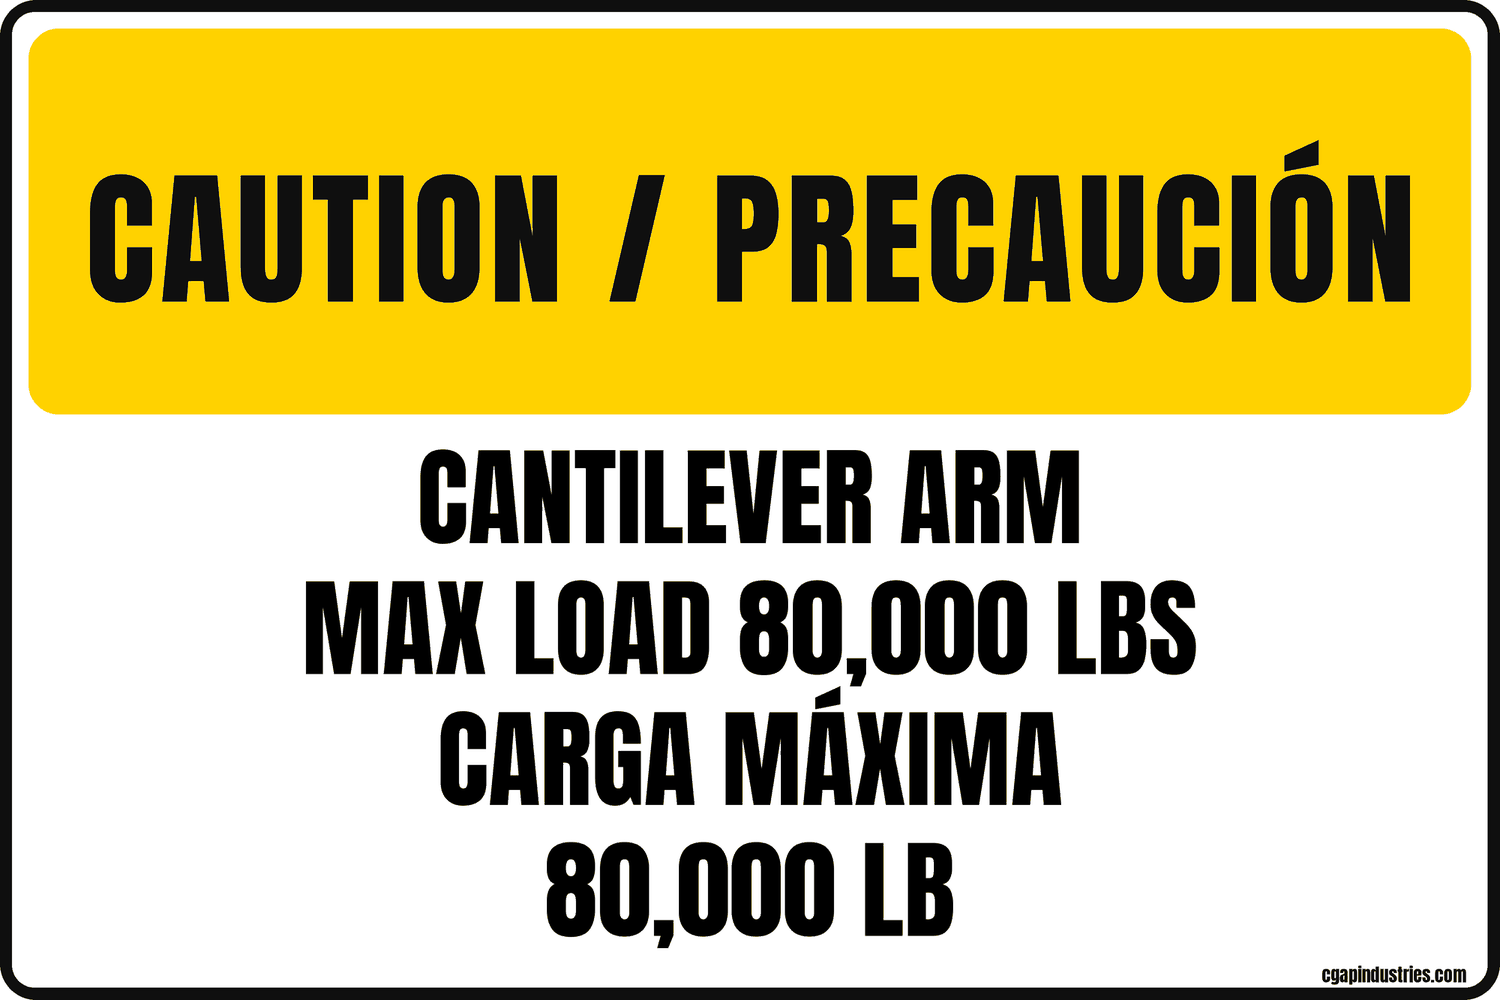 CAUTION / PRECAUCIÓN
CANTILEVER ARM
MAX LOAD 80,000 LBS
CARGA MÁXIMA
80,000 LB
cgapindustries.com